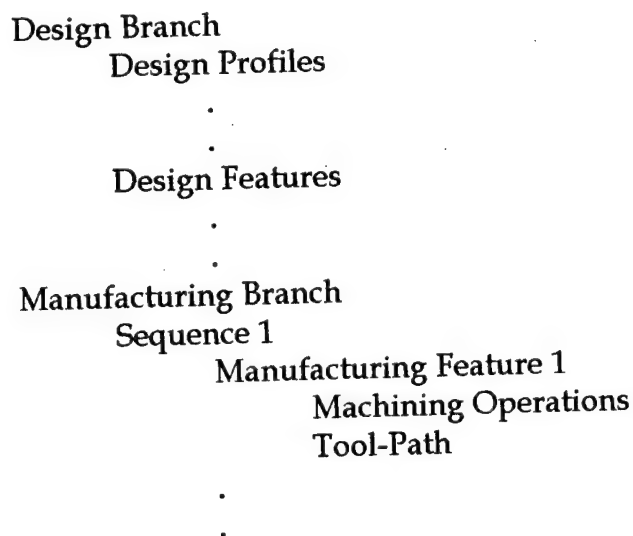 Design Branch
Design Profiles
.
.
Design Features
.
.
Manufacturing Branch
Sequence 1
Manufacturing Feature 1
Machining Operations
Tool-Path
.
.